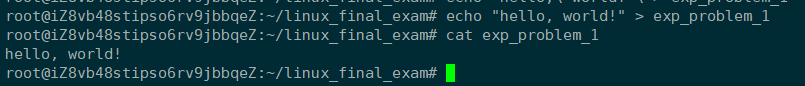 root@iZ8vb48stipso6rv9jbbqeZ:~/linux_final_exam# echo "hello, world!" > exp_problem_1
root@iZ8vb48stipso6rv9jbbqeZ:~/linux_final_exam# cat exp_problem_1
hello, world!
root@iZ8vb48stipso6rv9jbbqeZ:~/linux_final_exam#